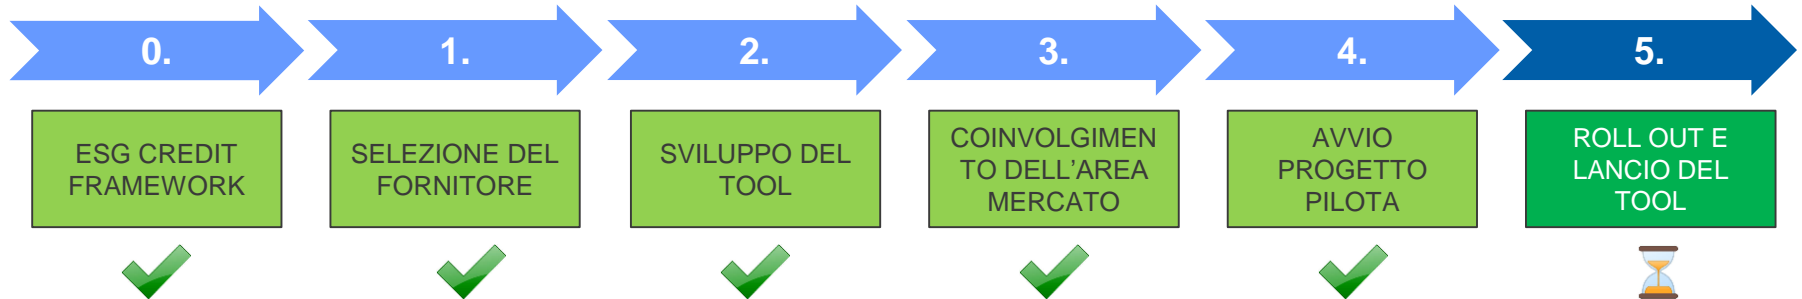 0.
1.
2.
3.
4.
5.
ESG CREDIT
FRAMEWORK
SELEZIONE DEL
FORNITORE
SVILUPPO DEL
TOOL
COINVOLGIMEN
TO DELL’AREA
MERCATO
AVVIO
PROGETTO
PILOTA
ROLL OUT E
LANCIO DEL
TOOL